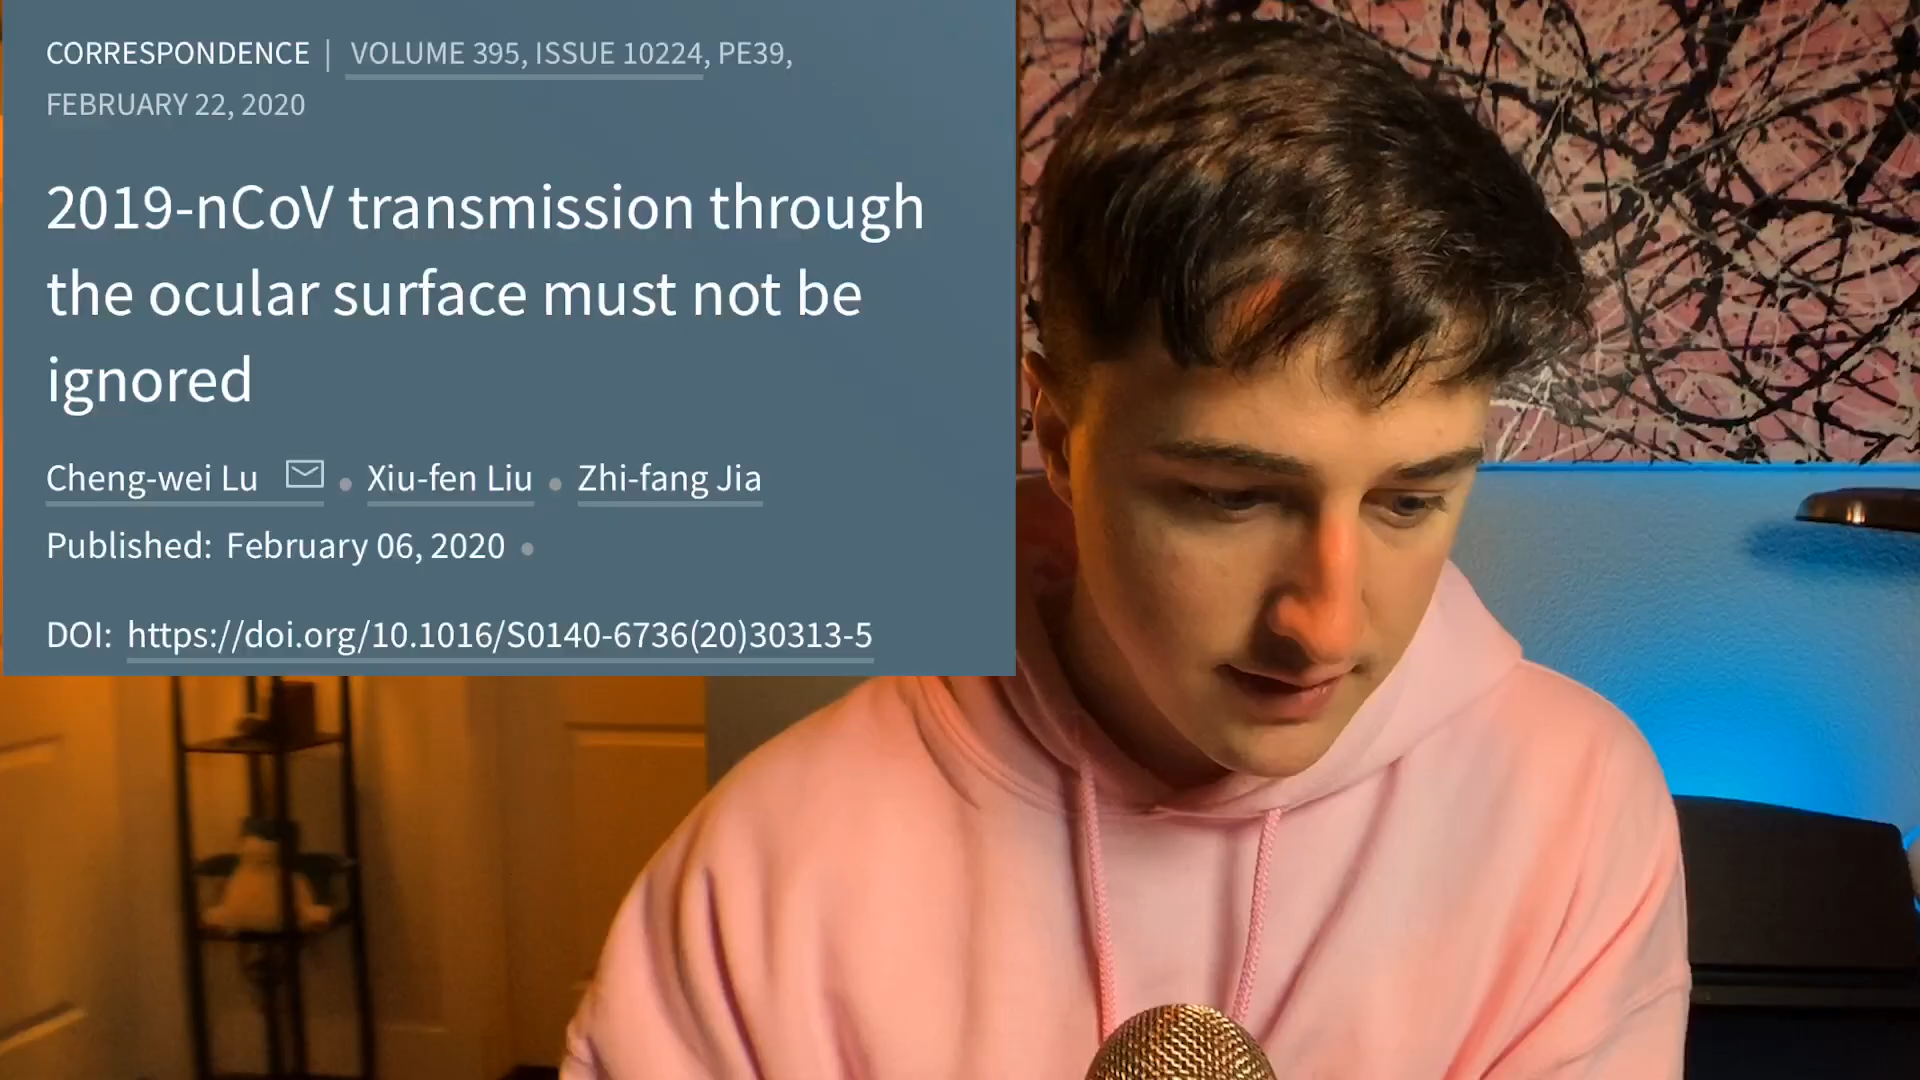 CORRESPONDENCE | VOLUME 395, ISSUE 10224, PE39,
FEBRUARY 22, 2020
2019-nCoV transmission through
the ocular surface must not be
ignored
Cheng-wei Lu • Xiu-fen Liu • Zhi-fang Jia
Published: February 06, 2020 •
DOI: https://doi.org/10.1016/S0140-6736(20)30313-5